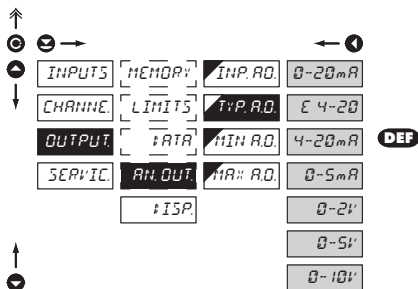 INPUTS MEMORY INP. AO. 0-20mA
CHANNE. LIMITS TYP. A.O. E 4-20
OUTPUT. DATA MIN A.O. 4-20mA DEF
SERVIC. AN. OUT. MAX A.O. 0-5mA
DISP. 0-2V
0-5V
0-10V